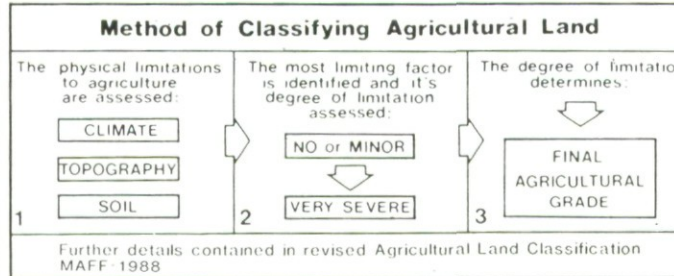 Method of Classifying Agricultural Land
The physical limitations
to agriculture
are assessed:
CLIMATE
TOPOGRAPHY
SOIL
1
The most limiting factor
is identified and it's
degree of limitation
assessed:
NO or MINOR
VERY SEVERE
2
The degree of limitatio
determines:
FINAL
AGRICULTURAL
GRADE
3
Further details contained in revised Agricultural Land Classification
MAFF 1988